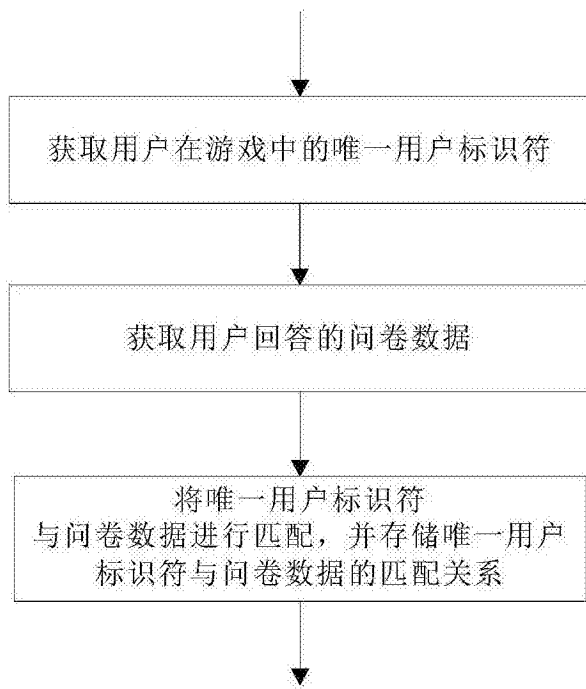 获取用户在游戏中的唯一用户标识符
获取用户回答的问卷数据
将唯一用户标识符
与问卷数据进行匹配，并存储唯一用户
标识符与问卷数据的匹配关系